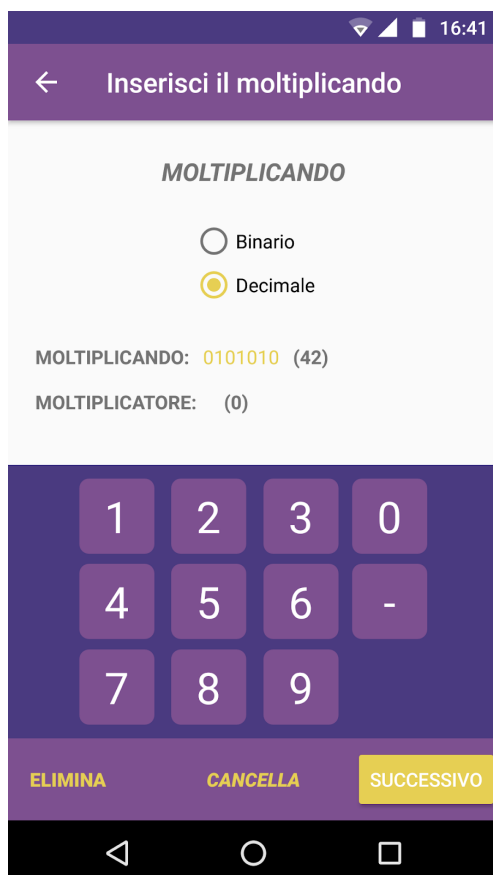 16:41
Inserisci il moltiplicando
MOLTIPLICANDO
Binario
Decimale
MOLTIPLICANDO: 0101010 (42)
MOLTIPLICATORE: (0)
1 2 3 0
4 5 6 -
7 8 9
ELIMINA CANCELLA SUCCESSIVO